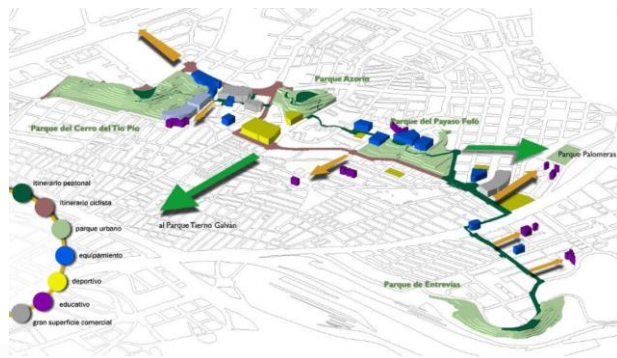 Parque Azorín
Parque del Cerro del Tío Pío
Parque del Payaso Fofó
Parque Palomeras
al Parque Tierno Galván
Parque de Entrevías
itinerario peatonal
itinerario ciclista
parque urbano
equipamiento
deportivo
educativo
gran superficie comercial